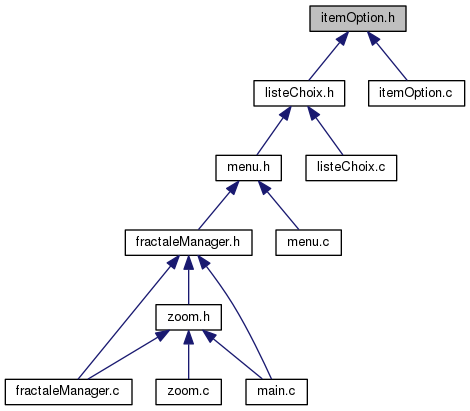 itemOption.h
listeChoix.h
itemOption.c
menu.h
listeChoix.c
fractaleManager.h
menu.c
zoom.h
fractaleManager.c
zoom.c
main.c